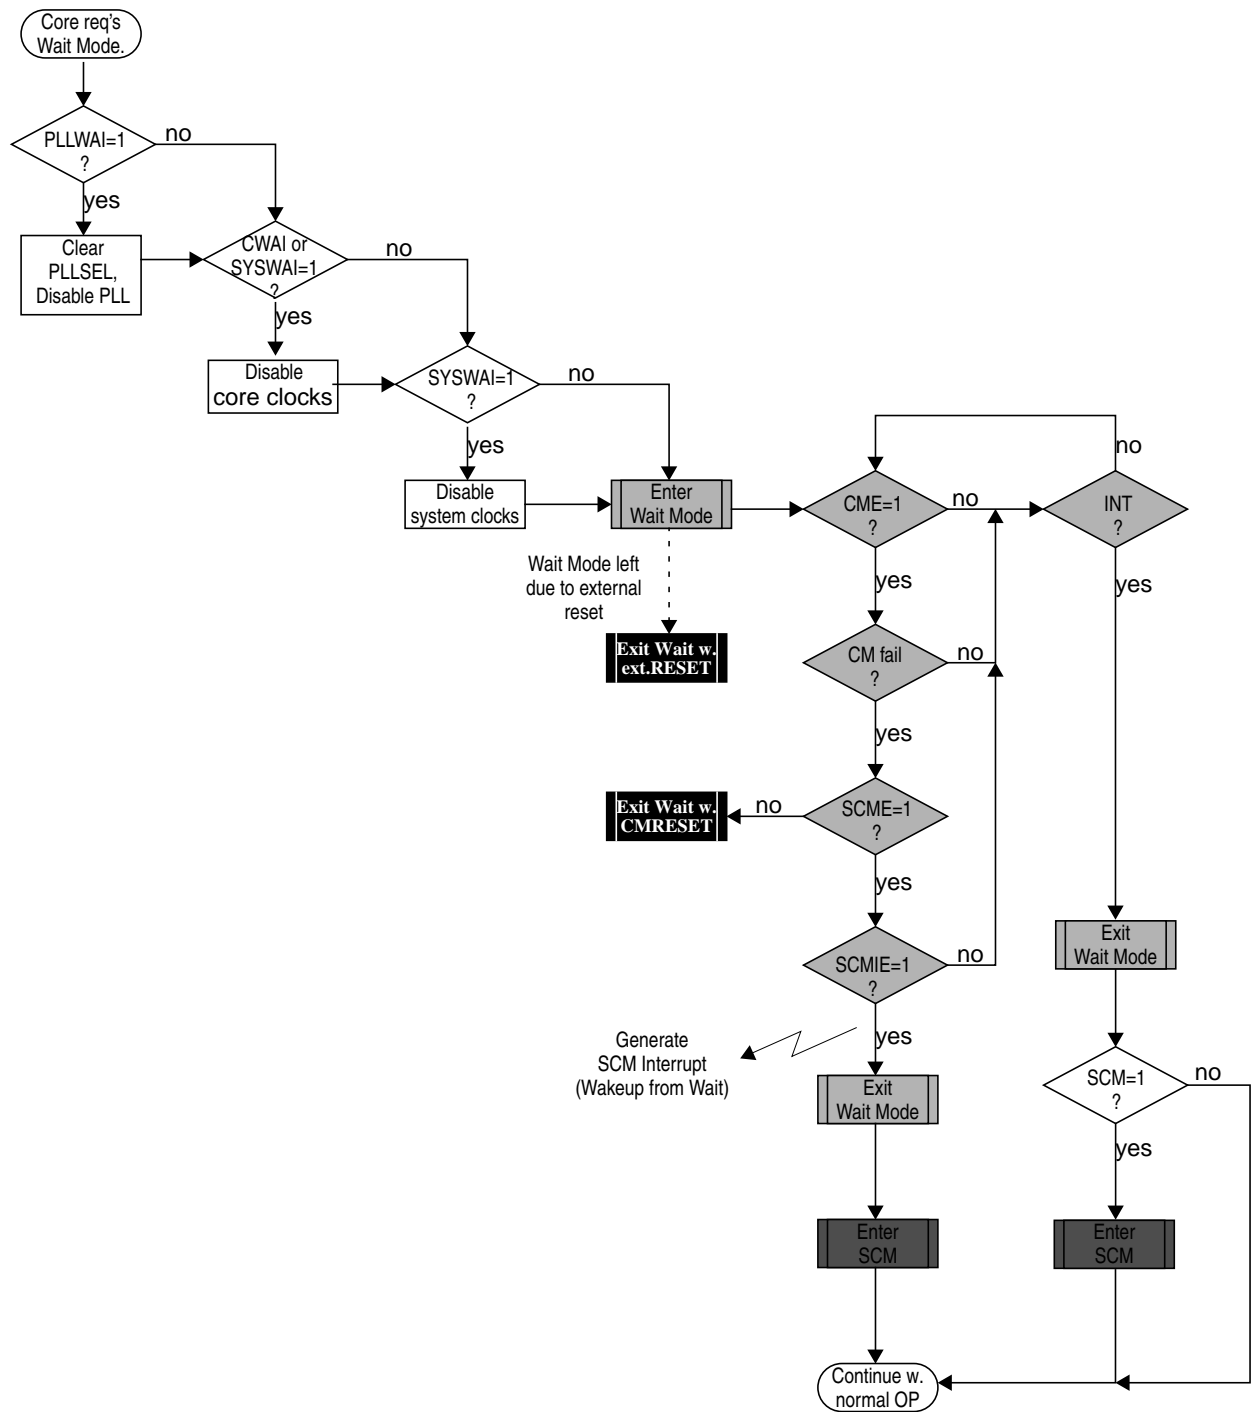 Core req's
Wait Mode.
PLLWAI=1
?
no
yes
Clear
PLLSEL,
Disable PLL
CWAI or
SYSWAI=1
?
no
yes
Disable
core clocks
SYSWAI=1
?
no
yes
Disable
system clocks
Enter
Wait Mode
Wait Mode left
due to external
reset
Exit Wait w.
ext.RESET
CME=1
?
no
yes
INT
?
no
yes
CM fail
?
no
yes
SCME=1
?
no
yes
Exit Wait w.
CMRESET
SCMIE=1
?
no
yes
Generate
SCM Interrupt
(Wakeup from Wait)
Exit
Wait Mode
Enter
SCM
Exit
Wait Mode
SCM=1
?
no
yes
Enter
SCM
Continue w.
normal OP